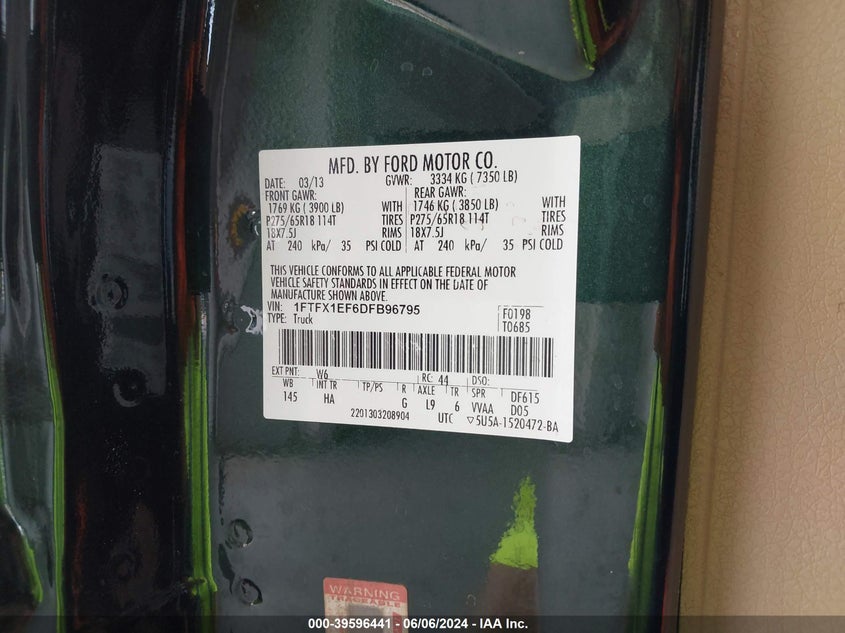 MFD. BY FORD MOTOR CO.
DATE: 03/13 GVWR: 3334 KG ( 7350 LB)
FRONT GAWR: REAR GAWR:
1769 KG ( 3900 LB) WITH 1746 KG ( 3850 LB) WITH
P275/65R18 114T TIRES P275/65R18 114T TIRES
18X7.5J RIMS 18X7.5J RIMS
AT 240 kPa/ 35 PSI COLD AT 240 kPa/ 35 PSI COLD
THIS VEHICLE CONFORMS TO ALL APPLICABLE FEDERAL MOTOR
VEHICLE SAFETY STANDARDS IN EFFECT ON THE DATE OF
MANUFACTURE SHOWN ABOVE.
VIN: 1FTFX1EF6DFB96795 F0198
TYPE: Truck T0685
EXT PNT: W6 RC: 44 DSO:
WB INT TR TP/PS R AXLE TR SPR DF615
145 HA G L9 6 VVAA D05
2201303208904 UTC ▽5U5A-1520472-BA
WARNING
TRACEABLE
000-39596441 - 06/06/2024 - IAA Inc.